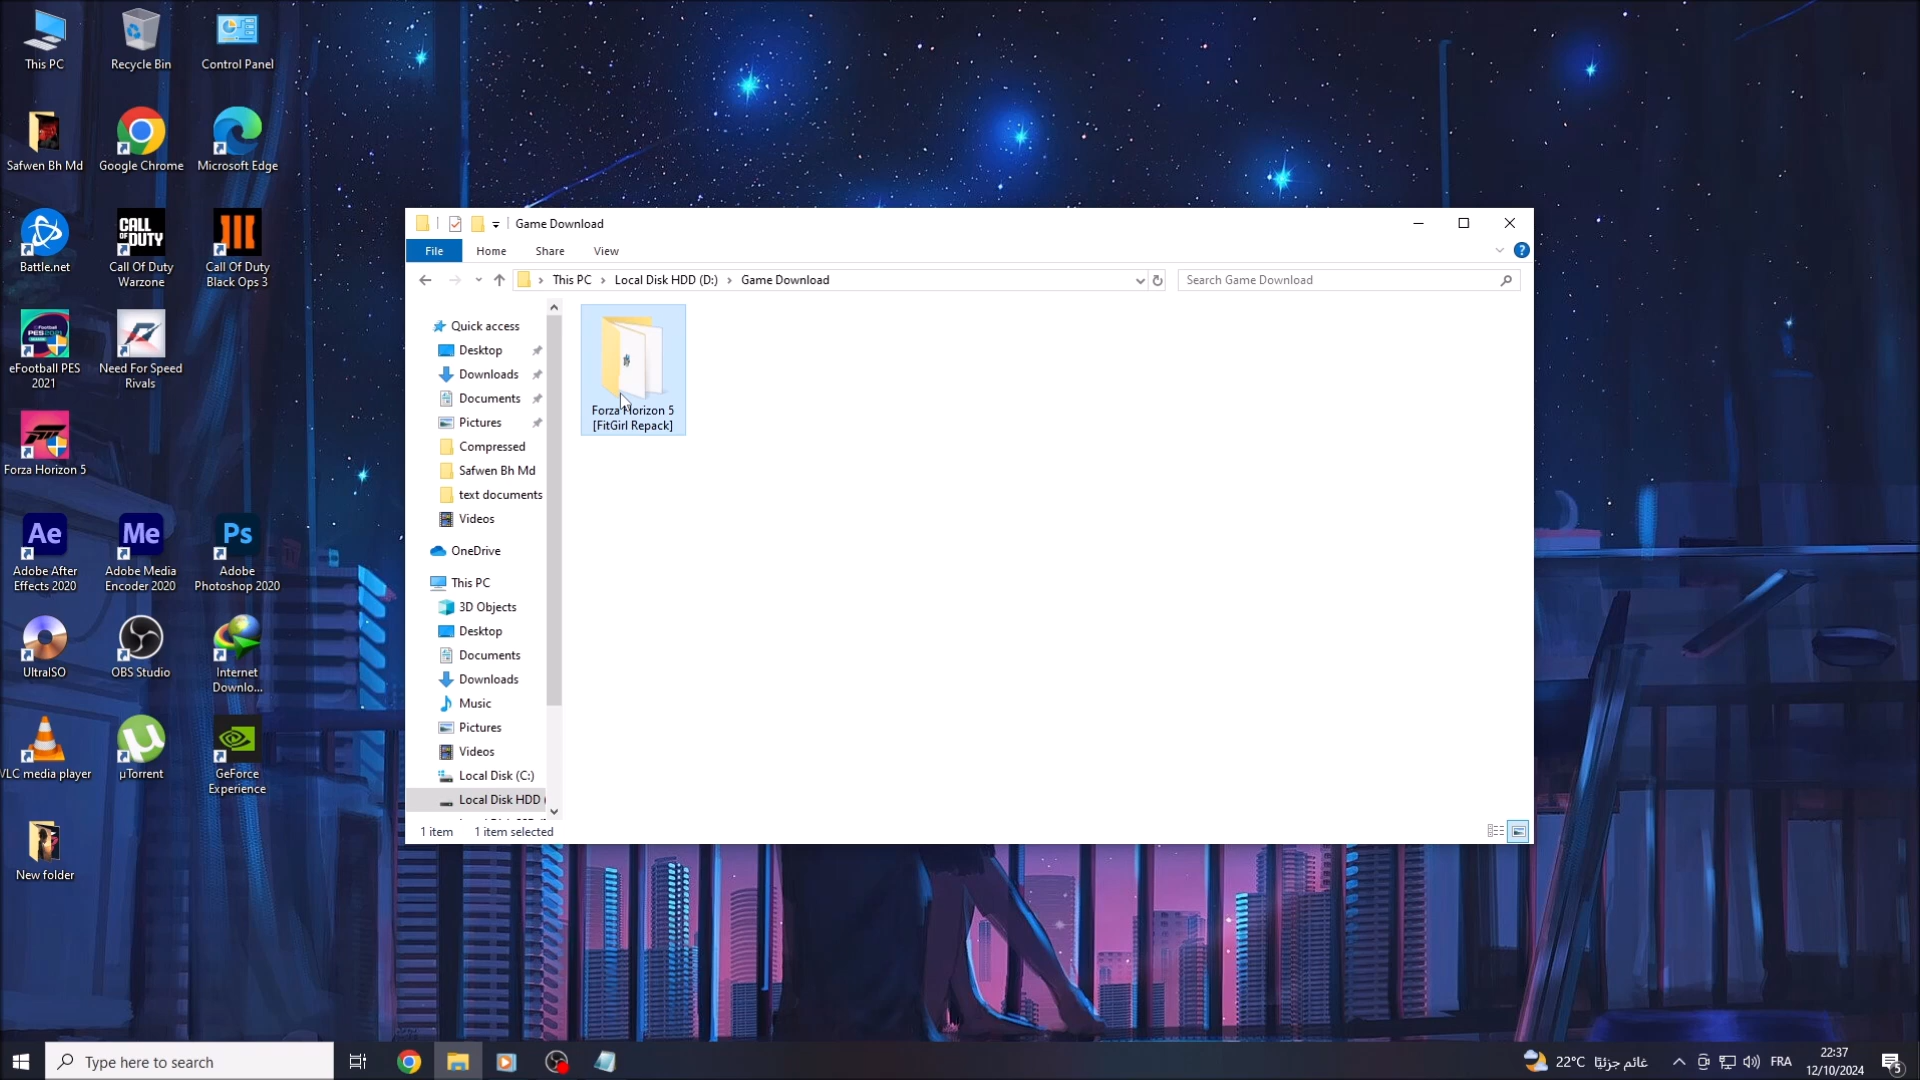 This PC
Recycle Bin
Control Panel
Safwen Bh Md
Google Chrome
Microsoft Edge
Battle.net
CALL OF DUTY
Call Of Duty
Warzone
Call Of Duty
Black Ops 3
eFootball PES
2021
Need For Speed
Rivals
Forza Horizon 5
Ae
Adobe After
Effects 2020
Me
Adobe Media
Encoder 2020
Ps
Adobe
Photoshop 2020
UltraISO
OBS Studio
Internet
Downlo...
VLC media player
µTorrent
GeForce
Experience
New folder
Game Download
File
Home
Share
View
This PC
Local Disk HDD (D:)
Game Download
Search Game Download
Quick access
Desktop
Downloads
Documents
Pictures
Compressed
Safwen Bh Md
text documents
Videos
OneDrive
This PC
3D Objects
Desktop
Documents
Downloads
Music
Pictures
Videos
Local Disk (C:)
Local Disk HDD (
Forza Horizon 5
[FitGirl Repack]
1 item
1 item selected
Type here to search
22°C
غائم جزئيًا
FRA
22:37
12/10/2024
5